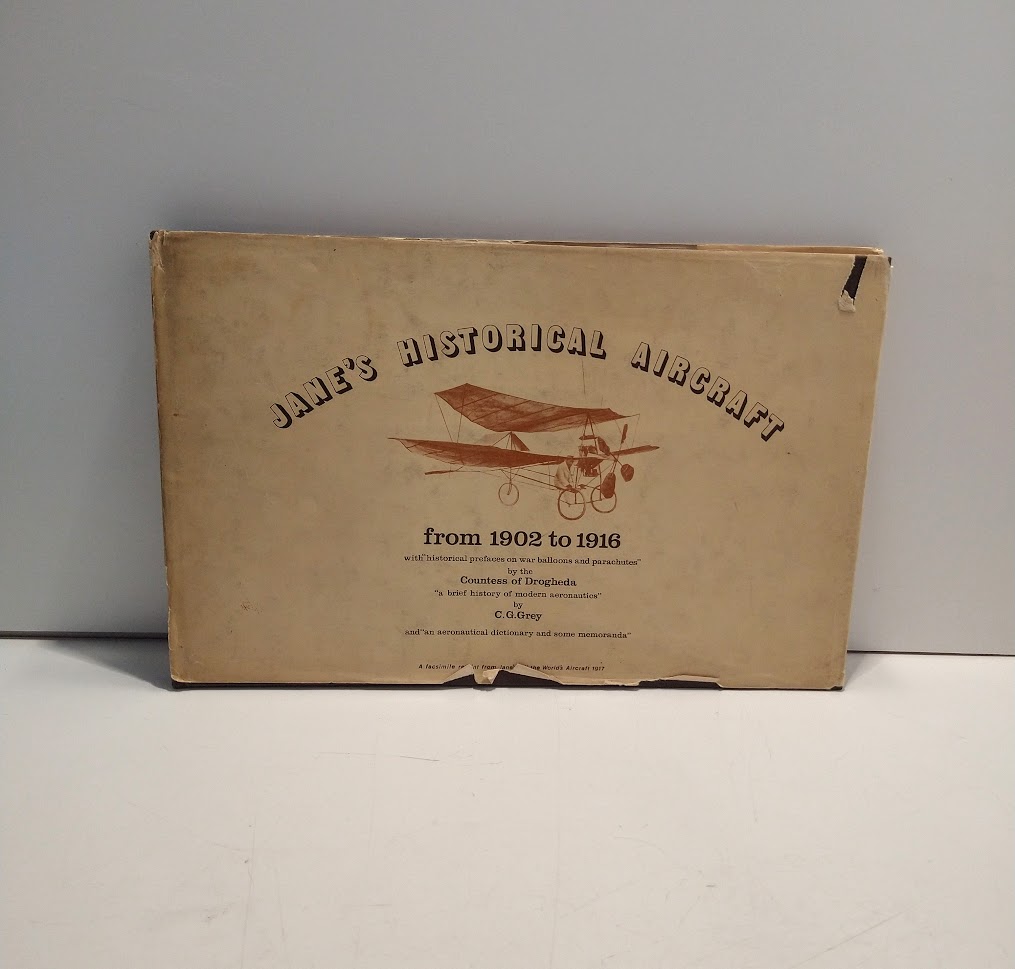 JANE'S HISTORICAL AIRCRAFT
from 1902 to 1916
with"historical prefaces on war balloons and parachutes"
by the
Countess of Drogheda
"a brief history of modern aeronautics"
by
C.G.Grey
and"an aeronautical dictionary and some memoranda"
A facsimile from the World's Aircraft 1917